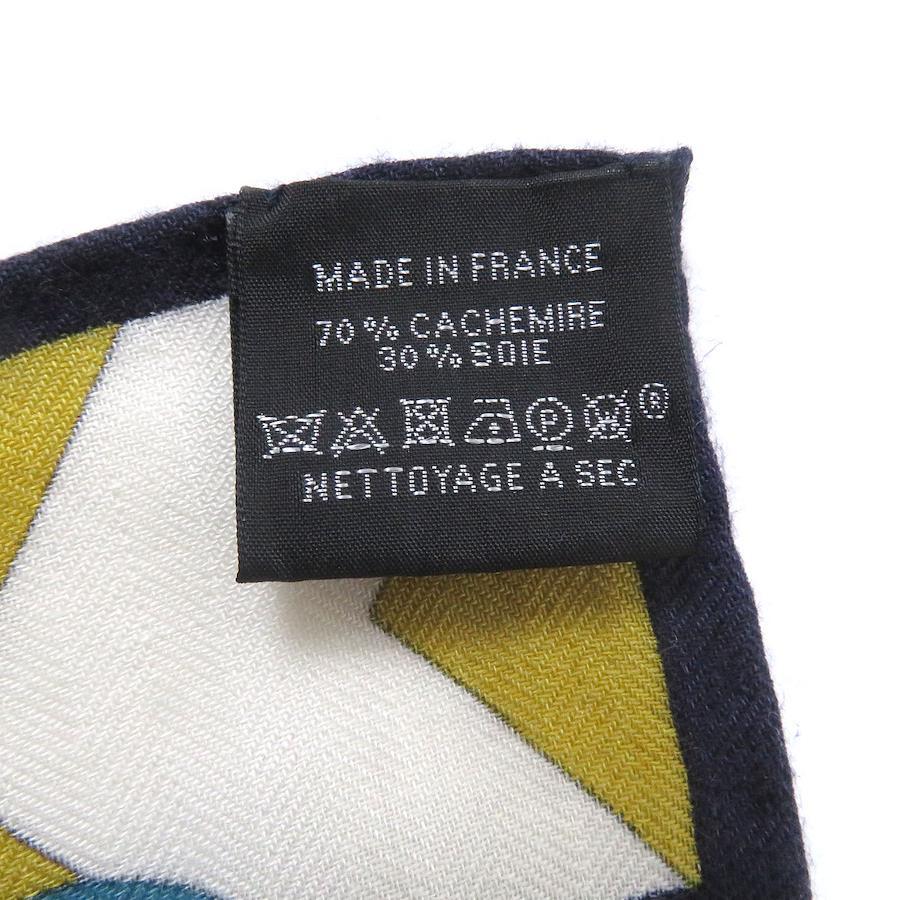 MADE IN FRANCE
70 % CACHEMIRE
30 % SOIE
P W ®
NETTOYAGE A SEC